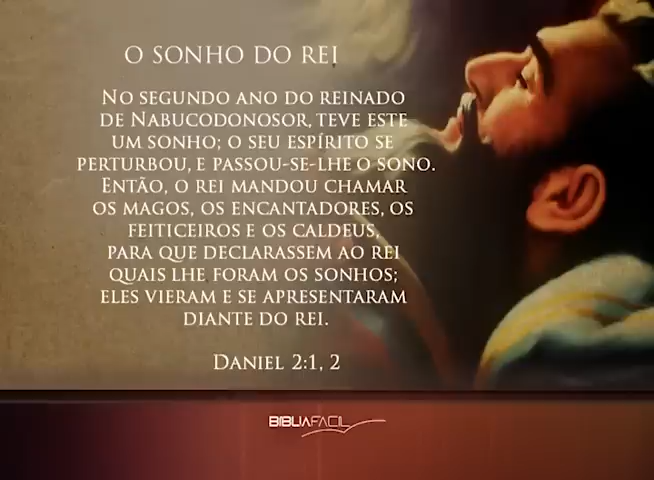 O SONHO DO REI
NO SEGUNDO ANO DO REINADO
DE NABUCODONOSOR, TEVE ESTE
UM SONHO; O SEU ESPÍRITO SE
PERTURBOU, E PASSOU-SE-LHE O SONO.
ENTÃO, O REI MANDOU CHAMAR
OS MAGOS, OS ENCANTADORES, OS
FEITICEIROS E OS CALDEUS,
PARA QUE DECLARASSEM AO REI
QUAIS LHE FORAM OS SONHOS;
ELES VIERAM E SE APRESENTARAM
DIANTE DO REI.
DANIEL 2:1, 2
BIBLIAFACIL